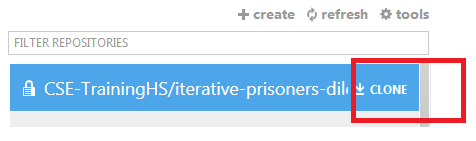 create refresh tools
FILTER REPOSITORIES
CSE-TrainingHS/iterative-prisoners-dile CLONE